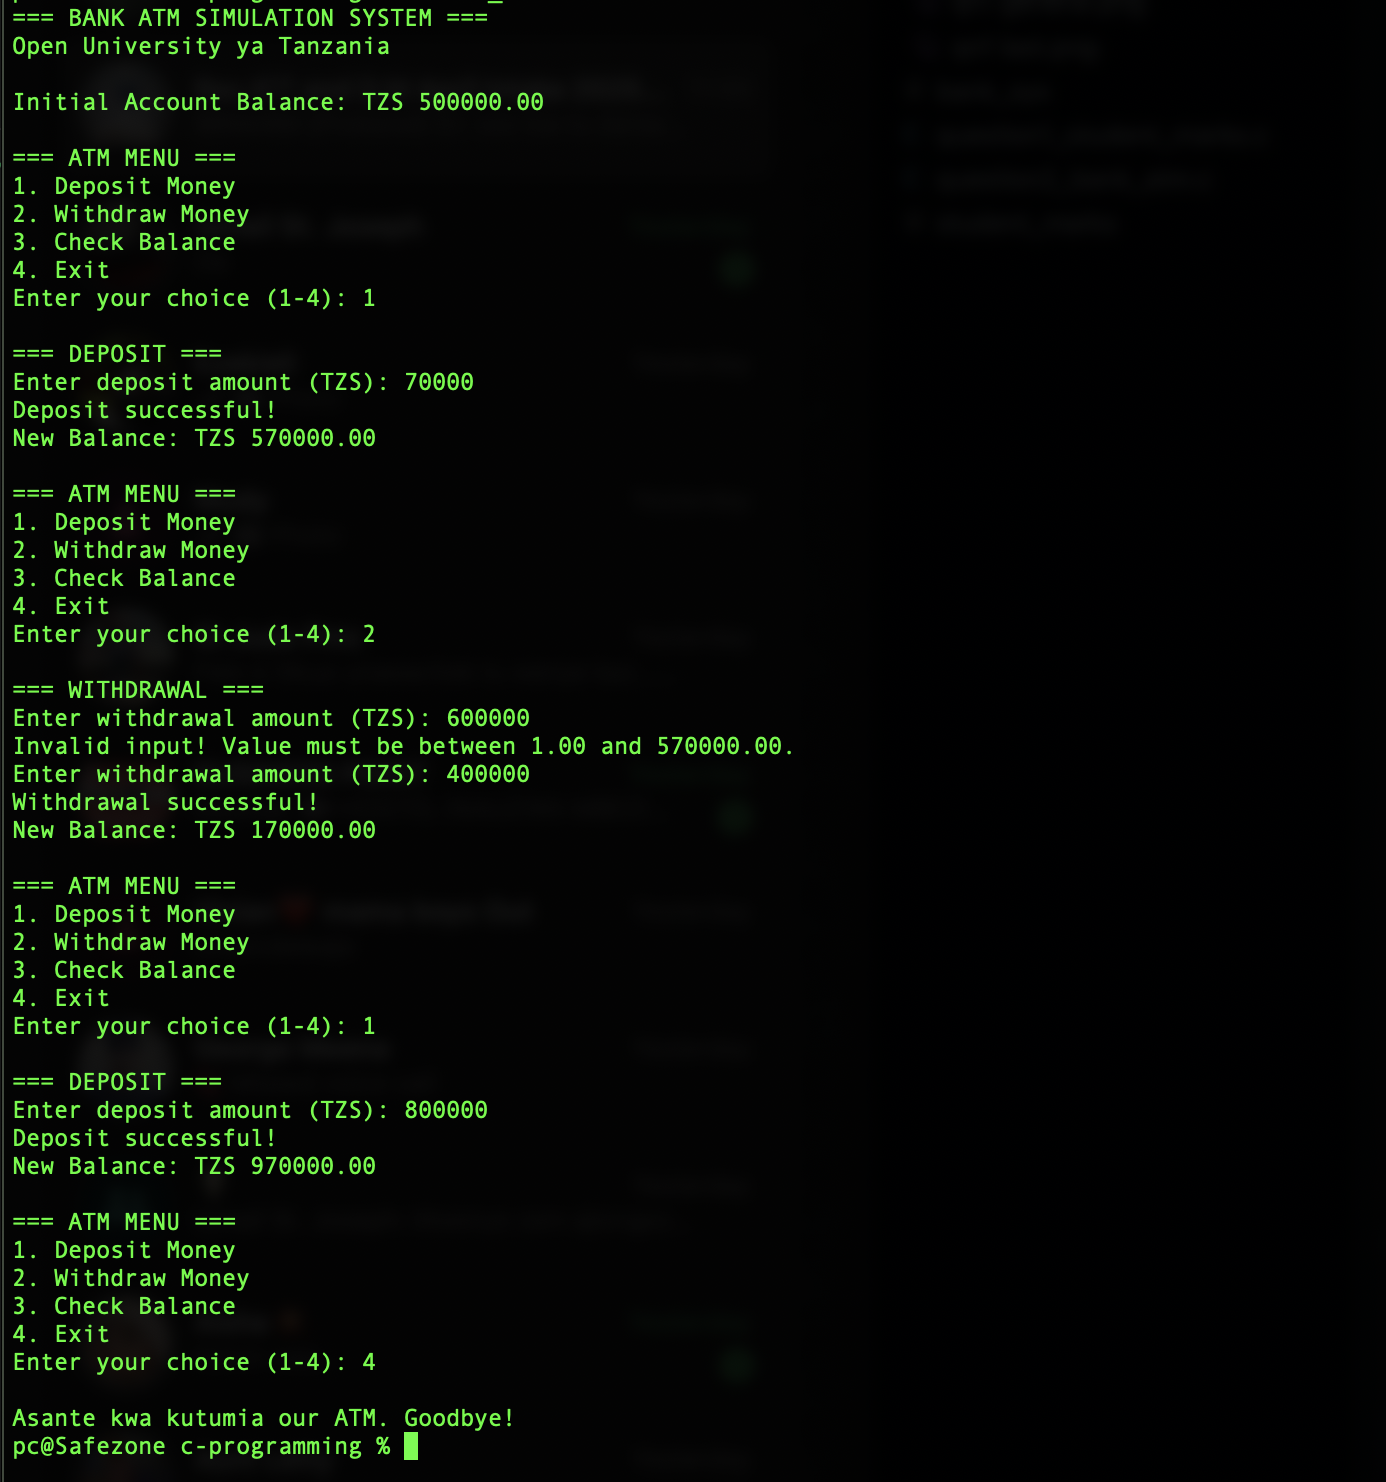 === BANK ATM SIMULATION SYSTEM ===
Open University ya Tanzania
Initial Account Balance: TZS 500000.00
=== ATM MENU ===
1. Deposit Money
2. Withdraw Money
3. Check Balance
4. Exit
Enter your choice (1-4): 1
=== DEPOSIT ===
Enter deposit amount (TZS): 70000
Deposit successful!
New Balance: TZS 570000.00
=== ATM MENU ===
1. Deposit Money
2. Withdraw Money
3. Check Balance
4. Exit
Enter your choice (1-4): 2
=== WITHDRAWAL ===
Enter withdrawal amount (TZS): 600000
Invalid input! Value must be between 1.00 and 570000.00.
Enter withdrawal amount (TZS): 400000
Withdrawal successful!
New Balance: TZS 170000.00
=== ATM MENU ===
1. Deposit Money
2. Withdraw Money
3. Check Balance
4. Exit
Enter your choice (1-4): 1
=== DEPOSIT ===
Enter deposit amount (TZS): 800000
Deposit successful!
New Balance: TZS 970000.00
=== ATM MENU ===
1. Deposit Money
2. Withdraw Money
3. Check Balance
4. Exit
Enter your choice (1-4): 4
Asante kwa kutumia our ATM. Goodbye!
pc@Safezone c-programming %